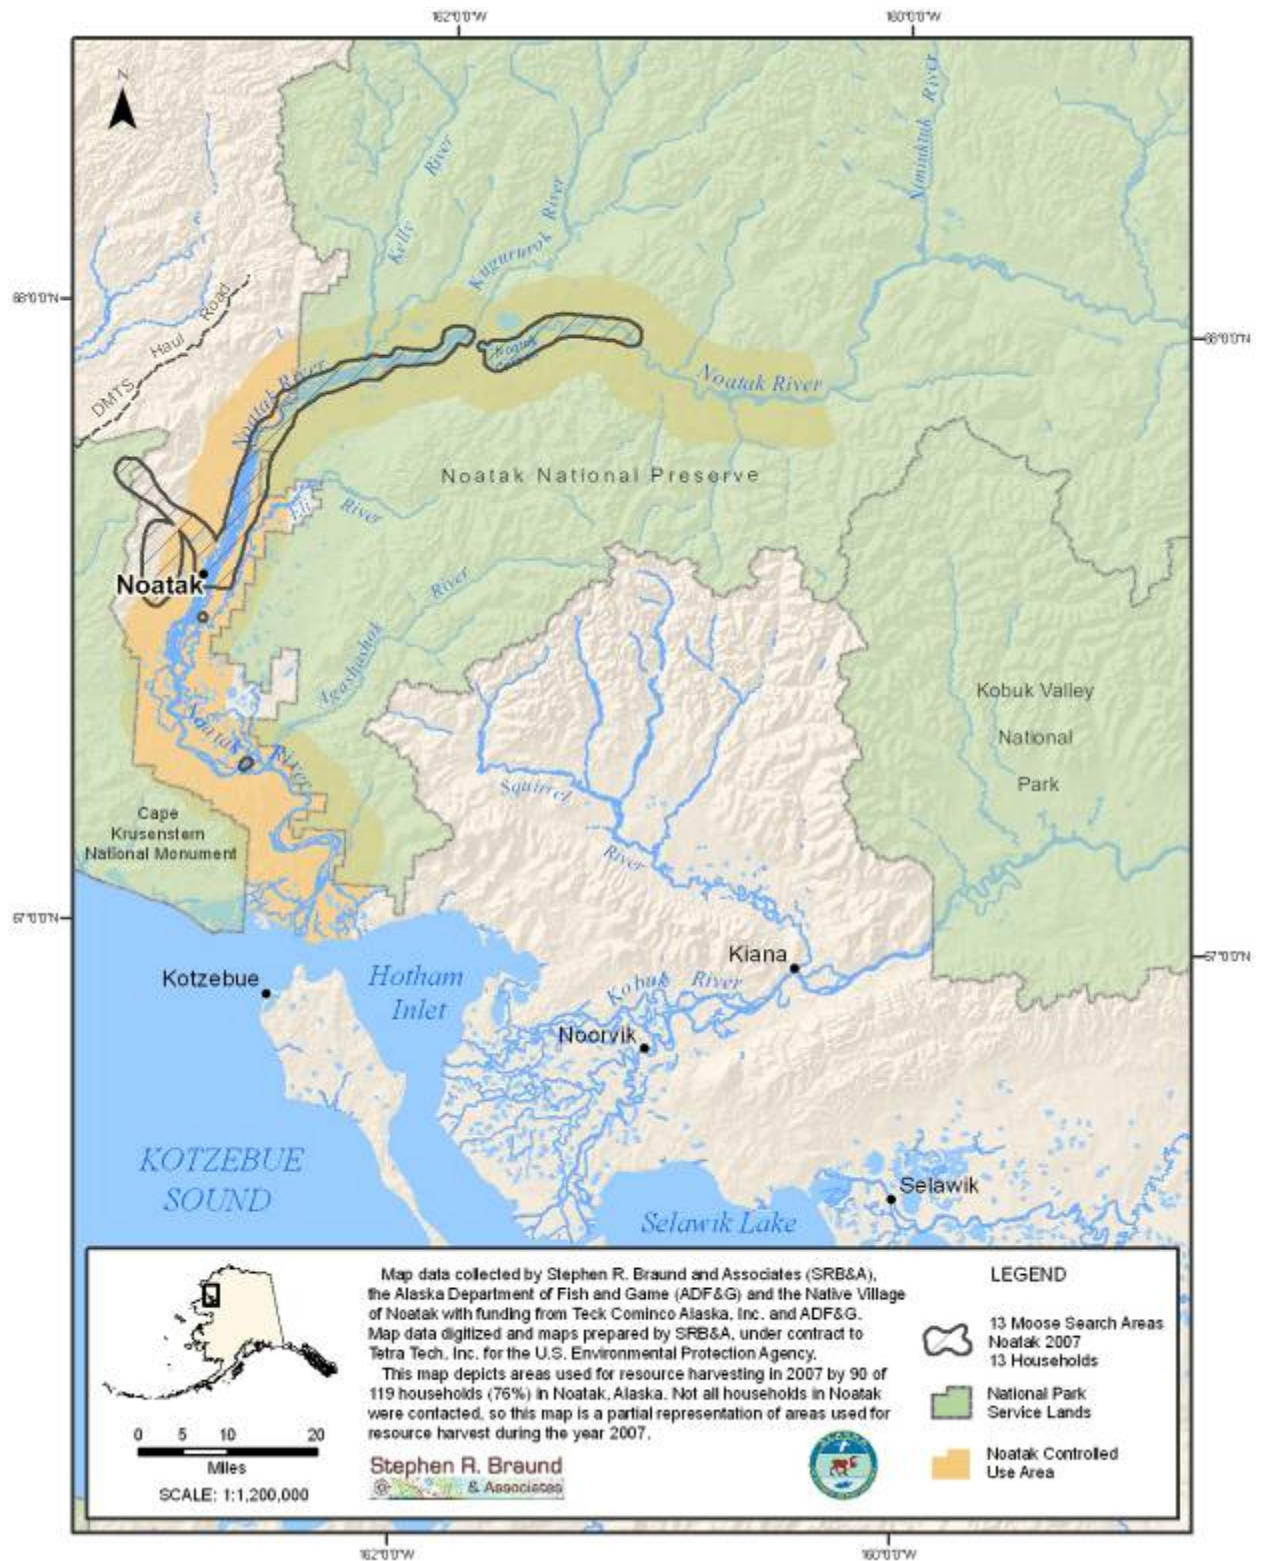 162°0'0"W
160°0'0"W
N
River
Nimiuktuk River
Kelly
Kugururok River
68°0'0"N
68°0'0"N
DMTS Haul Road
Noatak River
Noatak
Noatak River
Noatak National Preserve
Eli River
Noatak
Agashashok River
Kobuk Valley
National
Park
Noatak River
Squirrel
River
Cape
Krusenstern
National Monument
67°0'0"N
67°0'0"N
Kiana
Kotzebue
Hotham
Inlet
Kobuk River
Noorvik
KOTZEBUE
SOUND
Selawik
Selawik Lake
Map data collected by Stephen R. Braund and Associates (SRB&A),
the Alaska Department of Fish and Game (ADF&G) and the Native Village
of Noatak with funding from Teck Cominco Alaska, Inc. and ADF&G.
Map data digitized and maps prepared by SRB&A, under contract to
Tetra Tech, Inc. for the U.S. Environmental Protection Agency.
This map depicts areas used for resource harvesting in 2007 by 90 of
119 households (76%) in Noatak, Alaska. Not all households in Noatak
were contacted, so this map is a partial representation of areas used for
resource harvest during the year 2007.
Stephen R. Braund
& Associates
ALASKA
0 5 10 20
Miles
SCALE: 1:1,200,000
LEGEND
13 Moose Search Areas
Noatak 2007
13 Households
National Park
Service Lands
Noatak Controlled
Use Area
162°0'0"W
160°0'0"W